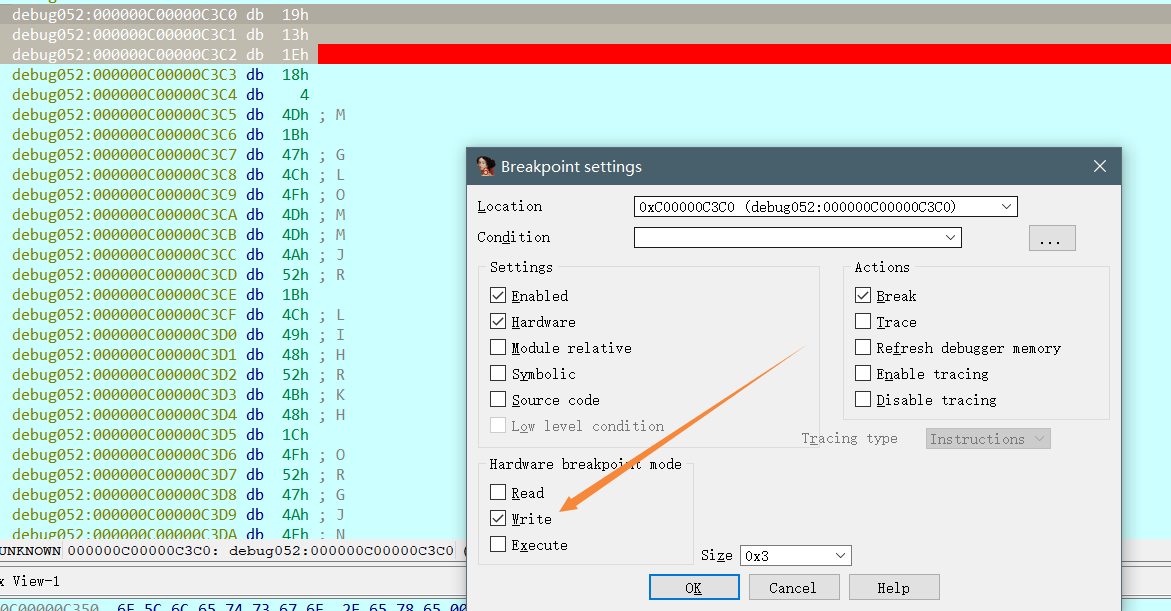 debug052:000000C00000C3C0 db 19h
debug052:000000C00000C3C1 db 13h
debug052:000000C00000C3C2 db 1Eh
debug052:000000C00000C3C3 db 18h
debug052:000000C00000C3C4 db 4
debug052:000000C00000C3C5 db 4Dh ; M
debug052:000000C00000C3C6 db 1Bh
debug052:000000C00000C3C7 db 47h ; G
debug052:000000C00000C3C8 db 4Ch ; L
debug052:000000C00000C3C9 db 4Fh ; O
debug052:000000C00000C3CA db 4Dh ; M
debug052:000000C00000C3CB db 4Dh ; M
debug052:000000C00000C3CC db 4Ah ; J
debug052:000000C00000C3CD db 52h ; R
debug052:000000C00000C3CE db 1Bh
debug052:000000C00000C3CF db 4Ch ; L
debug052:000000C00000C3D0 db 49h ; I
debug052:000000C00000C3D1 db 48h ; H
debug052:000000C00000C3D2 db 52h ; R
debug052:000000C00000C3D3 db 4Bh ; K
debug052:000000C00000C3D4 db 48h ; H
debug052:000000C00000C3D5 db 1Ch
debug052:000000C00000C3D6 db 4Fh ; O
debug052:000000C00000C3D7 db 52h ; R
debug052:000000C00000C3D8 db 47h ; G
debug052:000000C00000C3D9 db 4Ah ; J
debug052:000000C00000C3DA db 4Eh ; N
UNKNOWN 000000C00000C3C0: debug052:000000C00000C3C0 (
x View-1
0C00000C350 6E 5C 6C 65 74 73 67 6F 2E 65 78 65 00
Breakpoint settings
Location 0xC00000C3C0 (debug052:000000C00000C3C0)
Condition ...
Settings
Enabled
Hardware
Module relative
Symbolic
Source code
Low level condition
Actions
Break
Trace
Refresh debugger memory
Enable tracing
Disable tracing
Tracing type Instructions
Hardware breakpoint mode
Read
Write
Execute
Size 0x3
OK Cancel Help